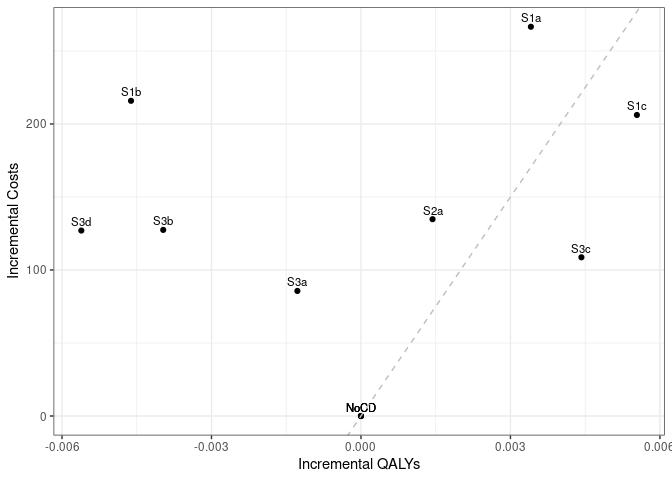 S1a
S1b
S1c
200
S2a
S3d
S3b
S3c
100
S3a
NoCD
0
-0.006
-0.003
0.000
0.003
0.006
Incremental QALYs
Incremental Costs